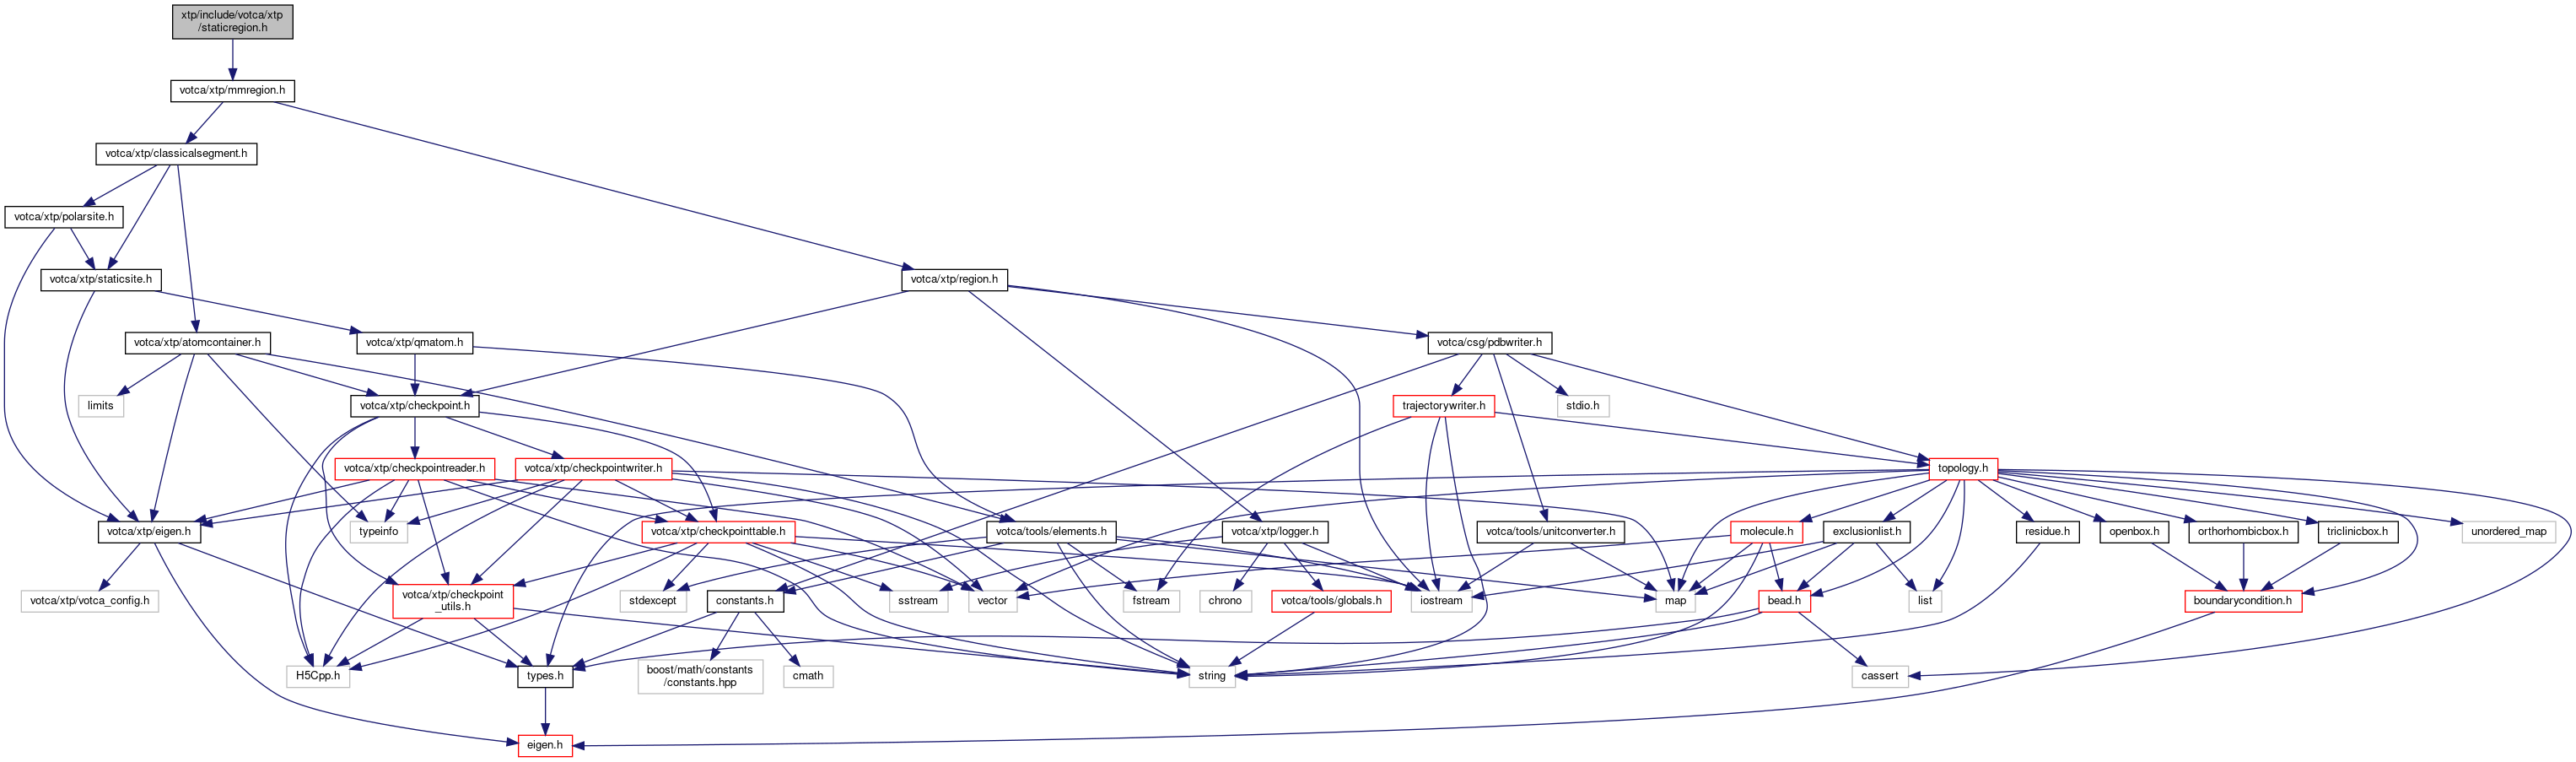 xtp/include/votca/xtp
/staticregion.h
votca/xtp/mmregion.h
votca/xtp/classicalsegment.h
votca/xtp/polarsite.h
votca/xtp/staticsite.h
votca/xtp/region.h
votca/xtp/atomcontainer.h
votca/xtp/qmatom.h
votca/csg/pdbwriter.h
limits
votca/xtp/checkpoint.h
trajectorywriter.h
stdio.h
votca/xtp/checkpointreader.h
votca/xtp/checkpointwriter.h
topology.h
votca/xtp/eigen.h
typeinfo
votca/xtp/checkpointtable.h
votca/tools/elements.h
votca/xtp/logger.h
votca/tools/unitconverter.h
molecule.h
exclusionlist.h
residue.h
openbox.h
orthorhombicbox.h
triclinicbox.h
unordered_map
votca/xtp/votca_config.h
votca/xtp/checkpoint
_utils.h
stdexcept
constants.h
sstream
vector
fstream
chrono
votca/tools/globals.h
iostream
map
bead.h
list
boundarycondition.h
H5Cpp.h
types.h
boost/math/constants
/constants.hpp
cmath
string
cassert
eigen.h